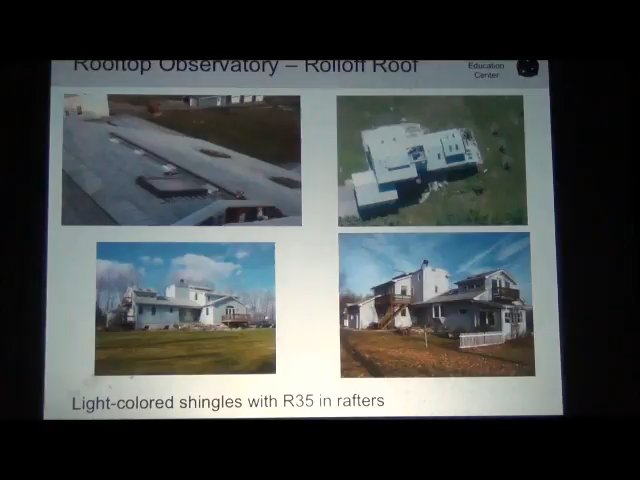 Rooftop Observatory – Rolloff Roof
Education
Center
Light-colored shingles with R35 in rafters